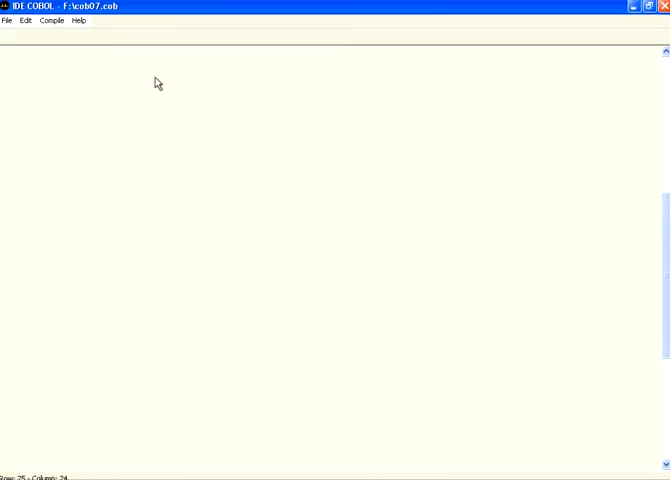 IDE COBOL - F:\cob07.cob
File Edit Compile Help
Row: 25 - Column: 24